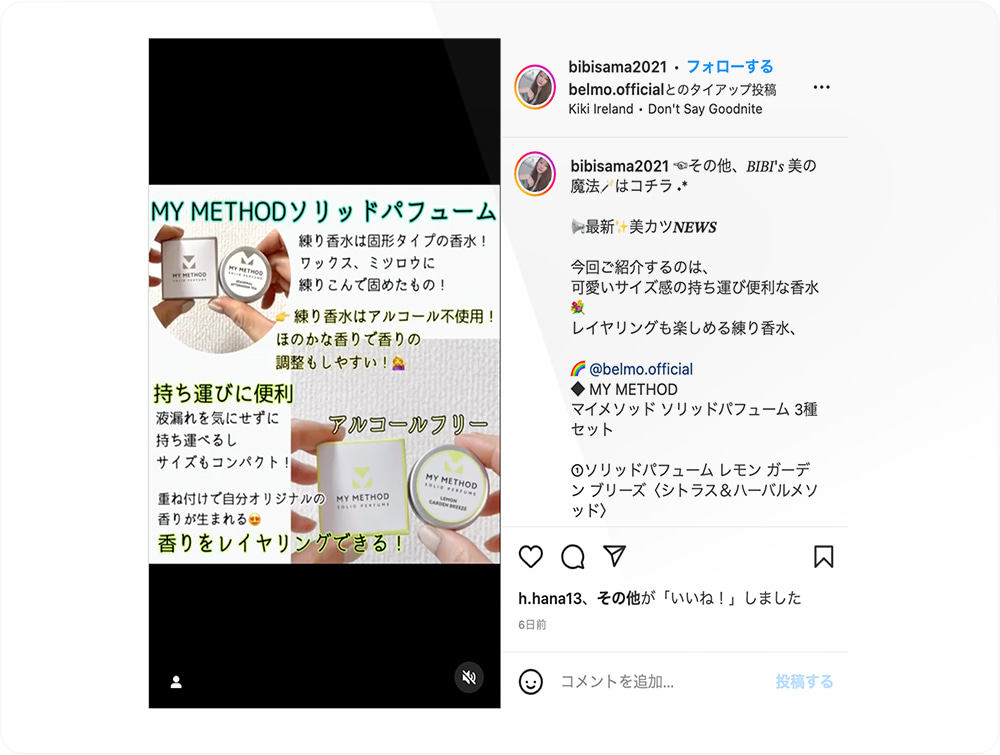 MY METHODソリッドパフューム
練り香水は固形タイプの香水！
ワックス、ミツロウに
練りこんで固めたもの！
MY METHOD
SOLID PERFUME
MY METHOD
SOLID PERFUME
AFTERNOON TEA
👉練り香水はアルコール不使用！
ほのかな香りで香りの
調整もしやすい！🙋‍♀️
持ち運びに便利
液漏れを気にせずに
持ち運べるし
サイズもコンパクト！
アルコールフリー
MY METHOD
SOLID PERFUME
MY METHOD
SOLID PERFUME
LEMON
GARDEN BREEZE
重ね付けで自分オリジナルの
香りが生まれる😍
香りをレイヤリングできる！
bibisama2021 • フォローする
belmo.officialとのタイアップ投稿
Kiki Ireland • Don't Say Goodnite
bibisama2021 ☜その他、BIBI's 美の
魔法🪄はコチラ .*
📢最新✨美カツNEWS
今回ご紹介するのは、
可愛いサイズ感の持ち運び便利な香水
💐
レイヤリングも楽しめる練り香水、
🌈 @belmo.official
◆ MY METHOD
マイメソッド ソリッドパフューム 3種
セット
①ソリッドパフューム レモン ガーデ
ン ブリーズ〈シトラス＆ハーバルメソ
ッド〉
h.hana13、その他が「いいね！」しました
6日前
コメントを追加...
投稿する